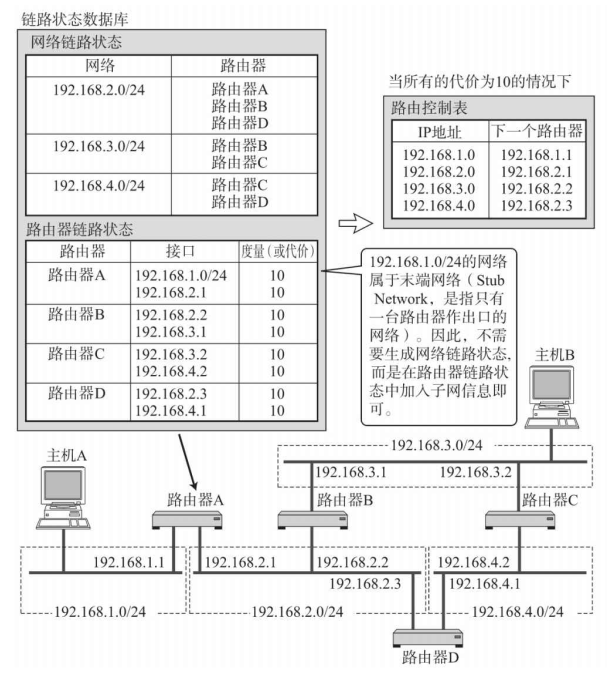 链路状态数据库
网络链路状态
网络 路由器
192.168.2.0/24 路由器A
路由器B
路由器D
192.168.3.0/24 路由器B
路由器C
192.168.4.0/24 路由器C
路由器D
路由器链路状态
路由器 接口 度量(或代价)
路由器A 192.168.1.0/24 10
192.168.2.1 10
路由器B 192.168.2.2 10
192.168.3.1 10
路由器C 192.168.3.2 10
192.168.4.2 10
路由器D 192.168.2.3 10
192.168.4.1 10
当所有的代价为10的情况下
路由控制表
IP地址 下一个路由器
192.168.1.0 192.168.1.1
192.168.2.0 192.168.2.1
192.168.3.0 192.168.2.2
192.168.4.0 192.168.2.3
192.168.1.0/24的网络
属于末端网络(Stub
Network，是指只有
一台路由器作出口的
网络)。因此，不需
要生成网络链路状态,
而是在路由器链路状
态中加入子网信息即
可。
主机B
192.168.3.0/24
主机A
192.168.3.1 192.168.3.2
路由器A 路由器B 路由器C
192.168.1.1 192.168.2.1 192.168.2.2 192.168.4.2
192.168.2.3 192.168.4.1
192.168.1.0/24 192.168.2.0/24 192.168.4.0/24
路由器D